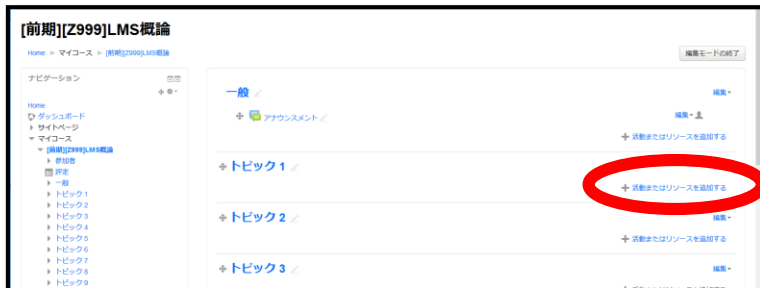 [前期][Z999]LMS概論
Home ▶ マイコース ▶ [前期][Z999]LMS概論
編集モードの終了
ナビゲーション
Home
ダッシュボード
サイトページ
マイコース
[前期][Z999]LMS概論
参加者
評定
一般
トピック 1
トピック 2
トピック 3
トピック 4
トピック 5
トピック 6
トピック 7
トピック 8
トピック 9
一般
編集
アナウンスメント
編集
活動またはリソースを追加する
トピック 1
活動またはリソースを追加する
トピック 2
編集
活動またはリソースを追加する
トピック 3
編集